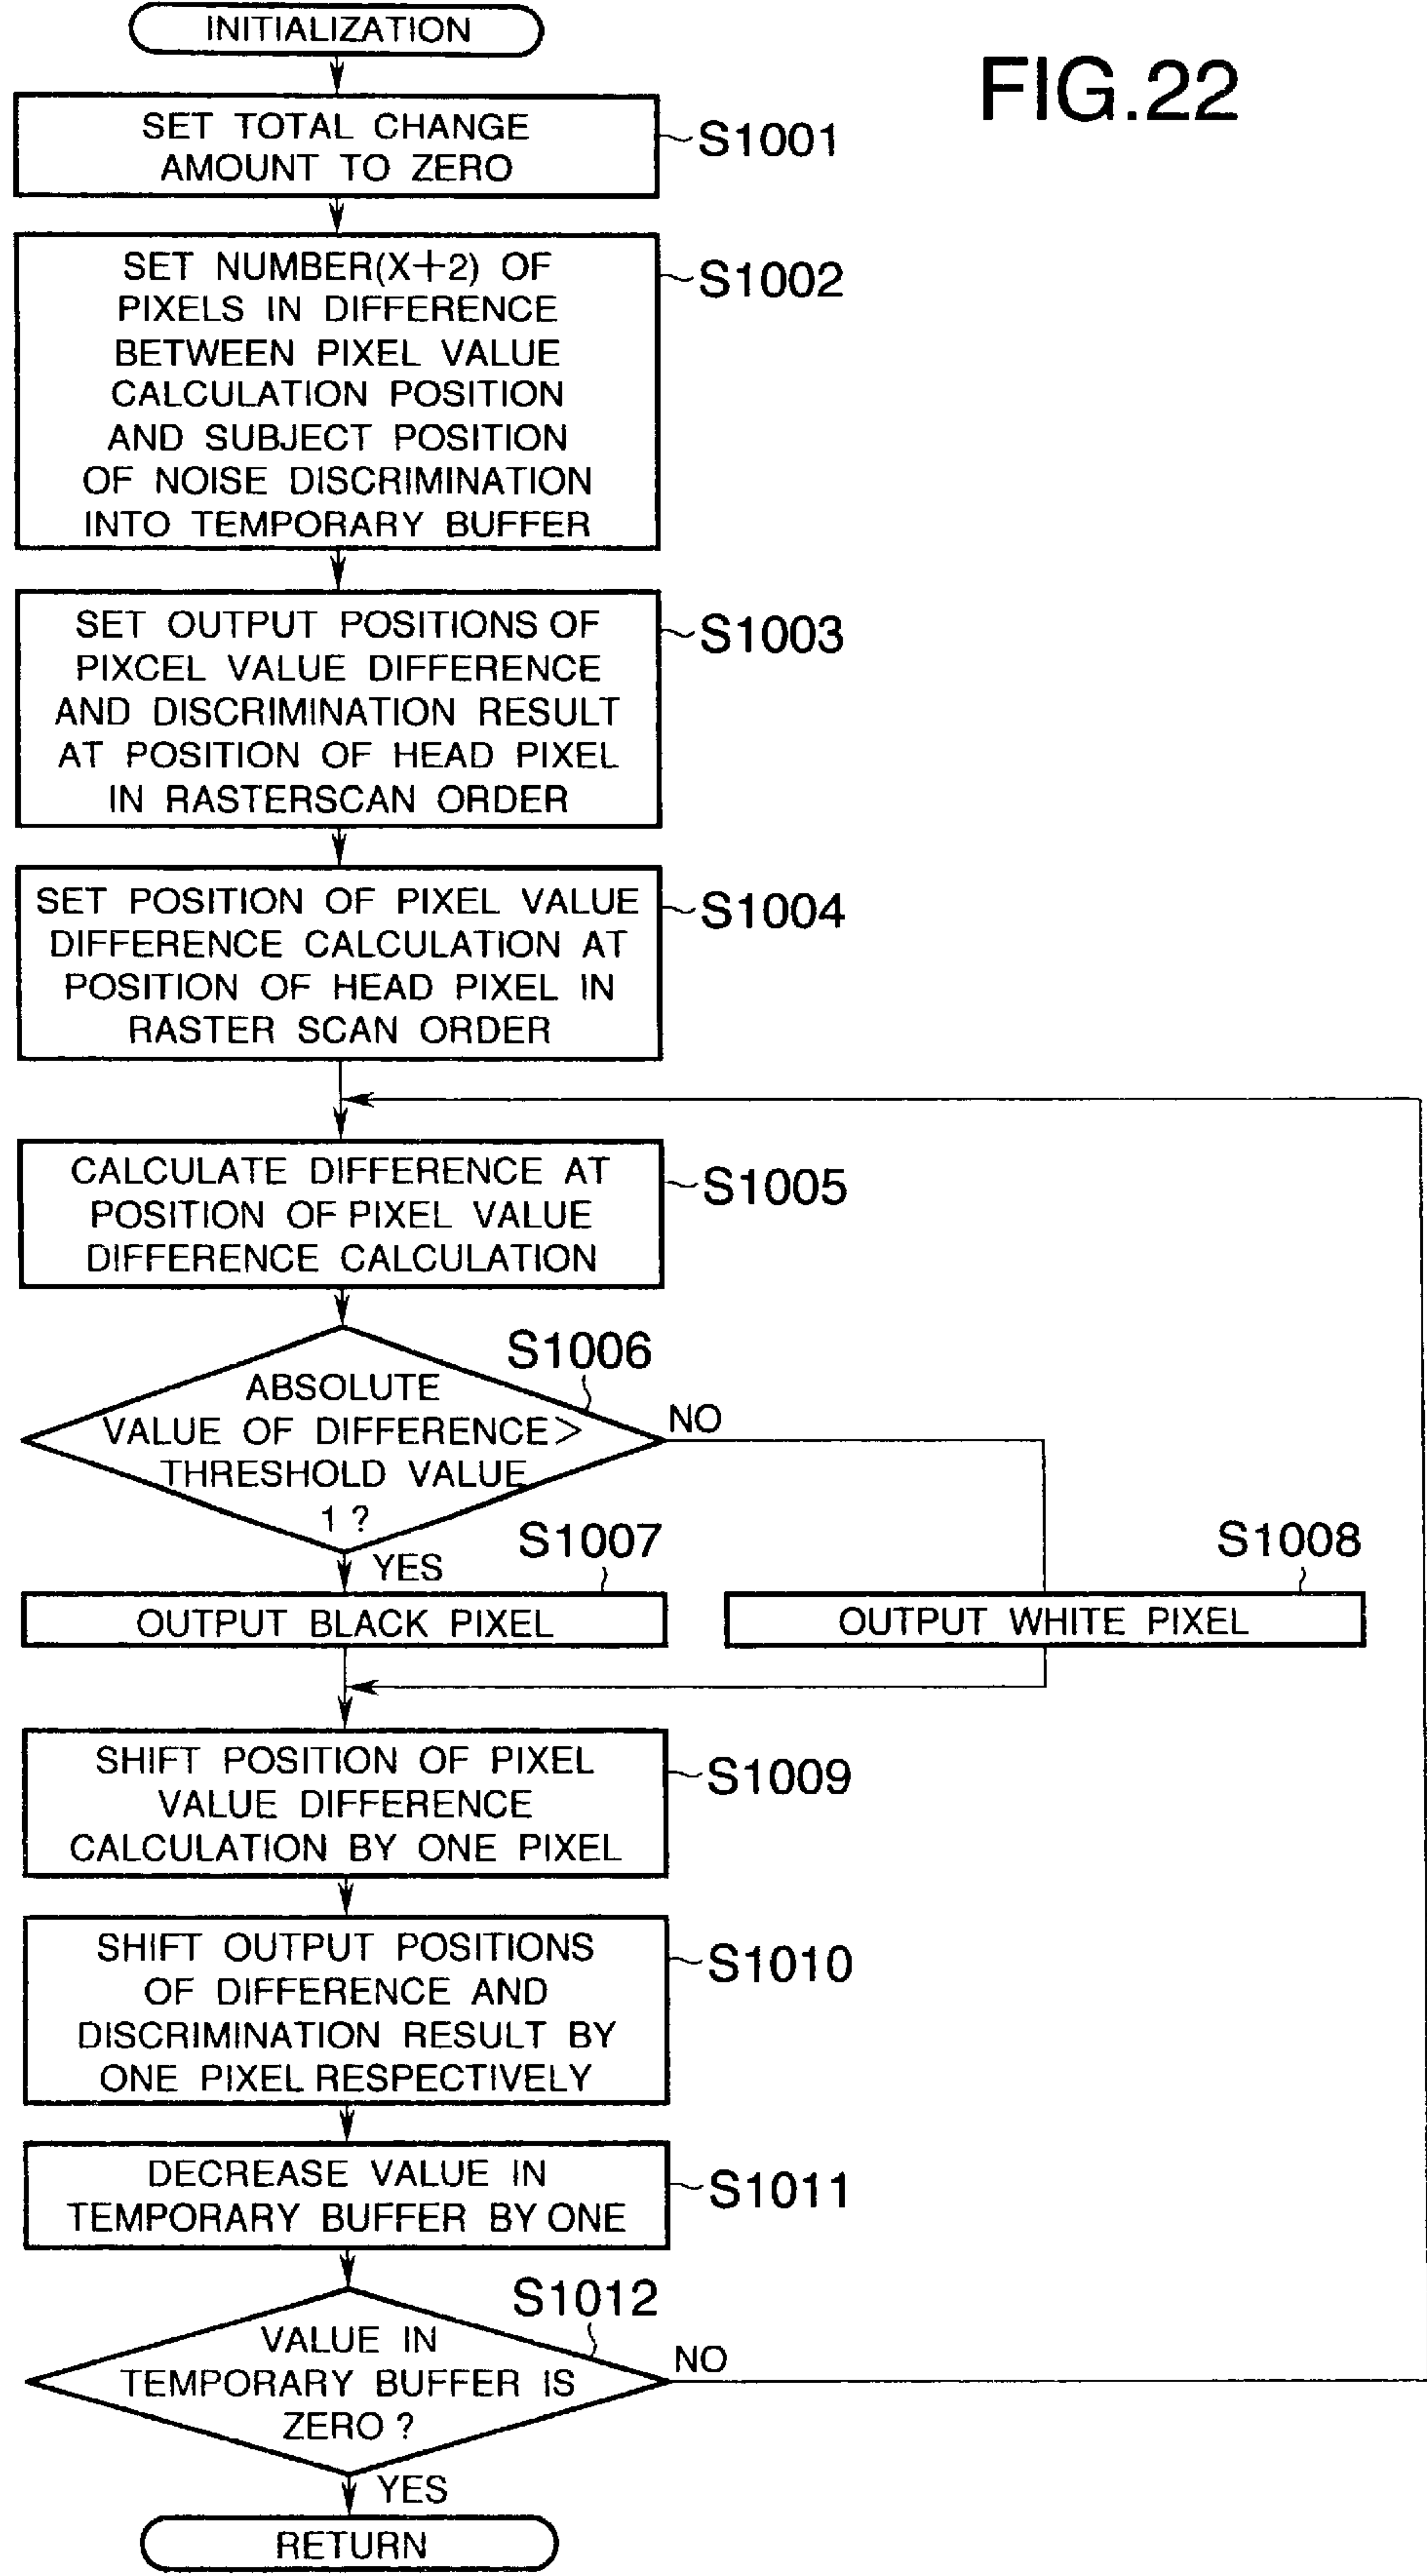 INITIALIZATION
FIG.22
SET TOTAL CHANGE
AMOUNT TO ZERO
S1001
SET NUMBER(X+2) OF
PIXELS IN DIFFERENCE
BETWEEN PIXEL VALUE
CALCULATION POSITION
AND SUBJECT POSITION
OF NOISE DISCRIMINATION
INTO TEMPORARY BUFFER
S1002
SET OUTPUT POSITIONS OF
PIXCEL VALUE DIFFERENCE
AND DISCRIMINATION RESULT
AT POSITION OF HEAD PIXEL
IN RASTERSCAN ORDER
S1003
SET POSITION OF PIXEL VALUE
DIFFERENCE CALCULATION AT
POSITION OF HEAD PIXEL IN
RASTER SCAN ORDER
S1004
CALCULATE DIFFERENCE AT
POSITION OF PIXEL VALUE
DIFFERENCE CALCULATION
S1005
S1006
ABSOLUTE
VALUE OF DIFFERENCE>
THRESHOLD VALUE
1 ?
NO
YES
S1007
OUTPUT BLACK PIXEL
S1008
OUTPUT WHITE PIXEL
SHIFT POSITION OF PIXEL
VALUE DIFFERENCE
CALCULATION BY ONE PIXEL
S1009
SHIFT OUTPUT POSITIONS
OF DIFFERENCE AND
DISCRIMINATION RESULT BY
ONE PIXEL RESPECTIVELY
S1010
DECREASE VALUE IN
TEMPORARY BUFFER BY ONE
S1011
S1012
VALUE IN
TEMPORARY BUFFER IS
ZERO ?
NO
YES
RETURN